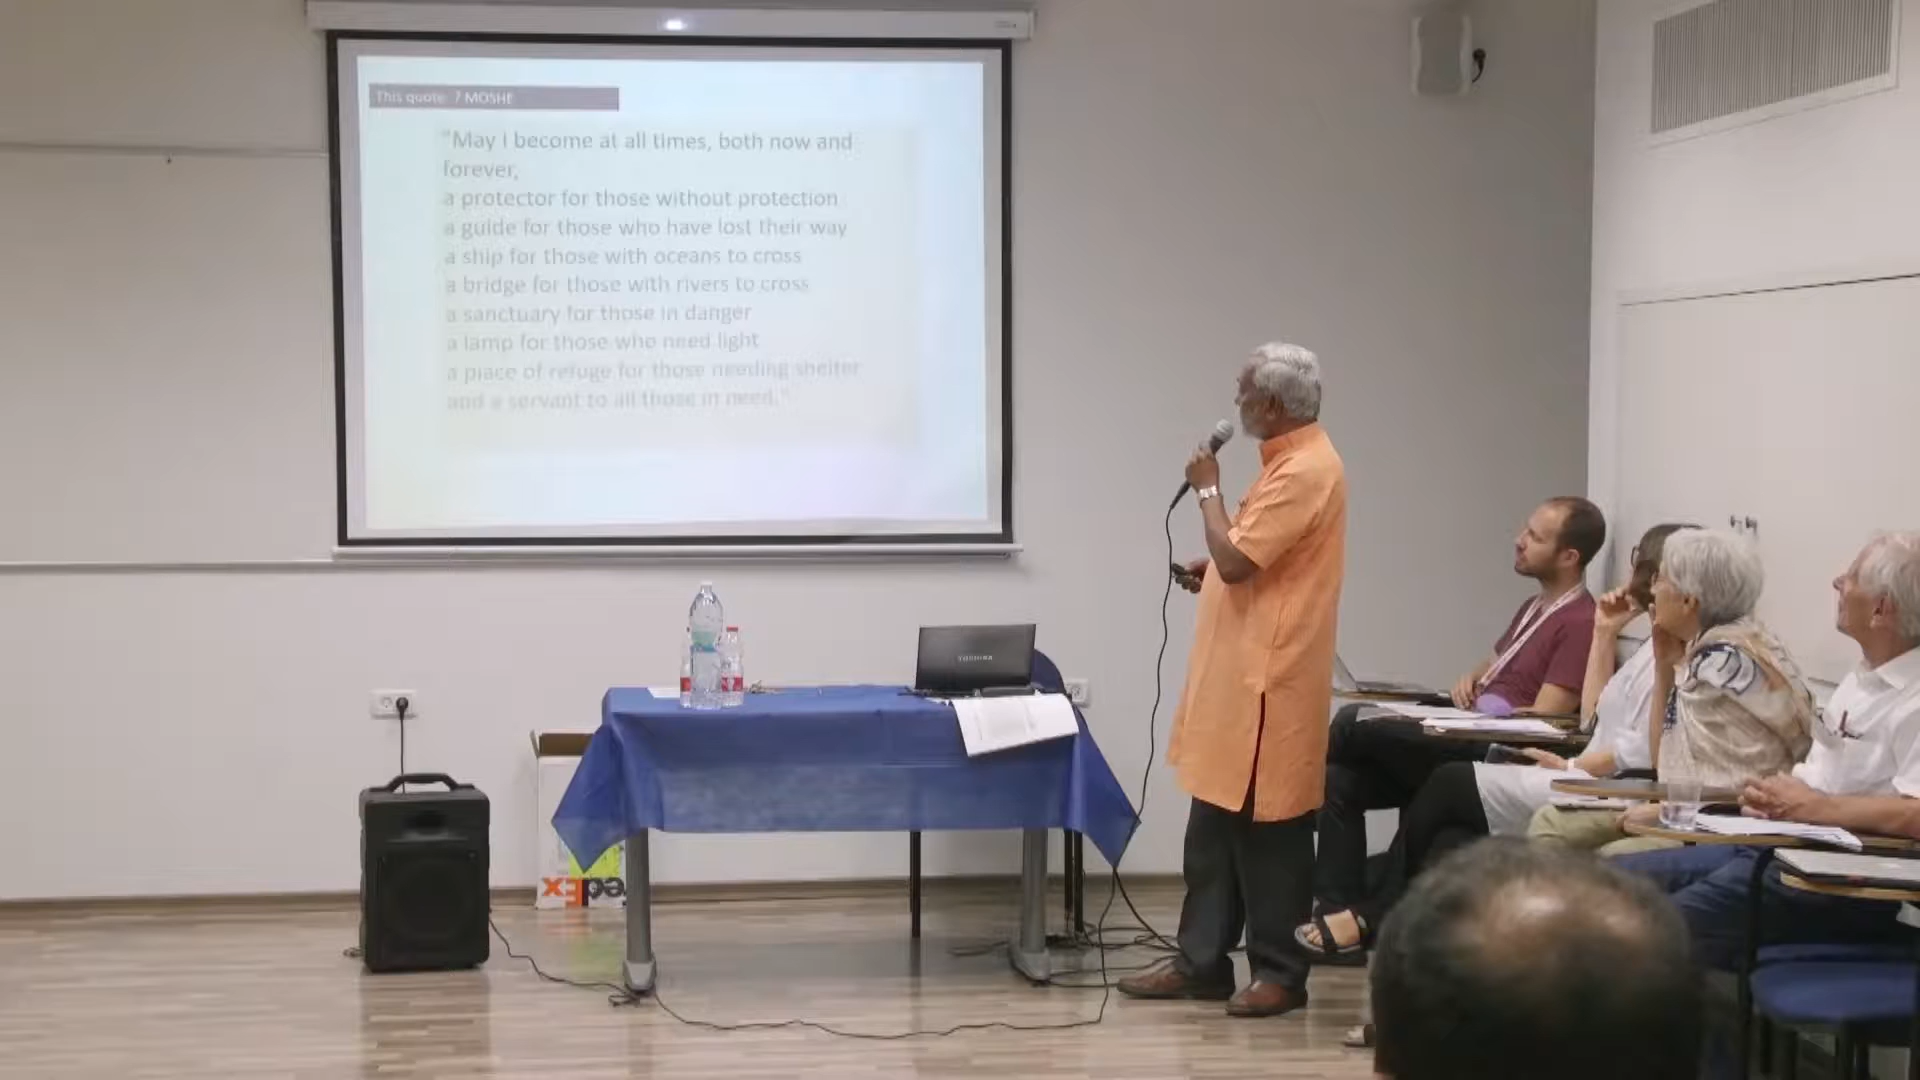 This quote ? MOSHE
"May I become at all times, both now and
forever,
a protector for those without protection
a guide for those who have lost their way
a ship for those with oceans to cross
a bridge for those with rivers to cross
a sanctuary for those in danger
a lamp for those who need light
a place of refuge for those needing shelter
and a servant to all those in need."
TOSHIBA
FedEx